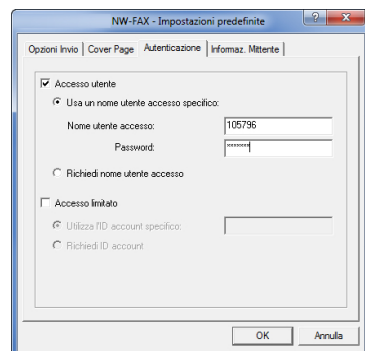 NW-FAX - Impostazioni predefinite
Opzioni Invio Cover Page Autenticazione Informaz. Mittente
Accesso utente
Usa un nome utente accesso specifico:
Nome utente accesso: 105796
Password: ********
Richiedi nome utente accesso
Accesso limitato
Utilizza l'ID account specifico:
Richiedi ID account
OK Annulla